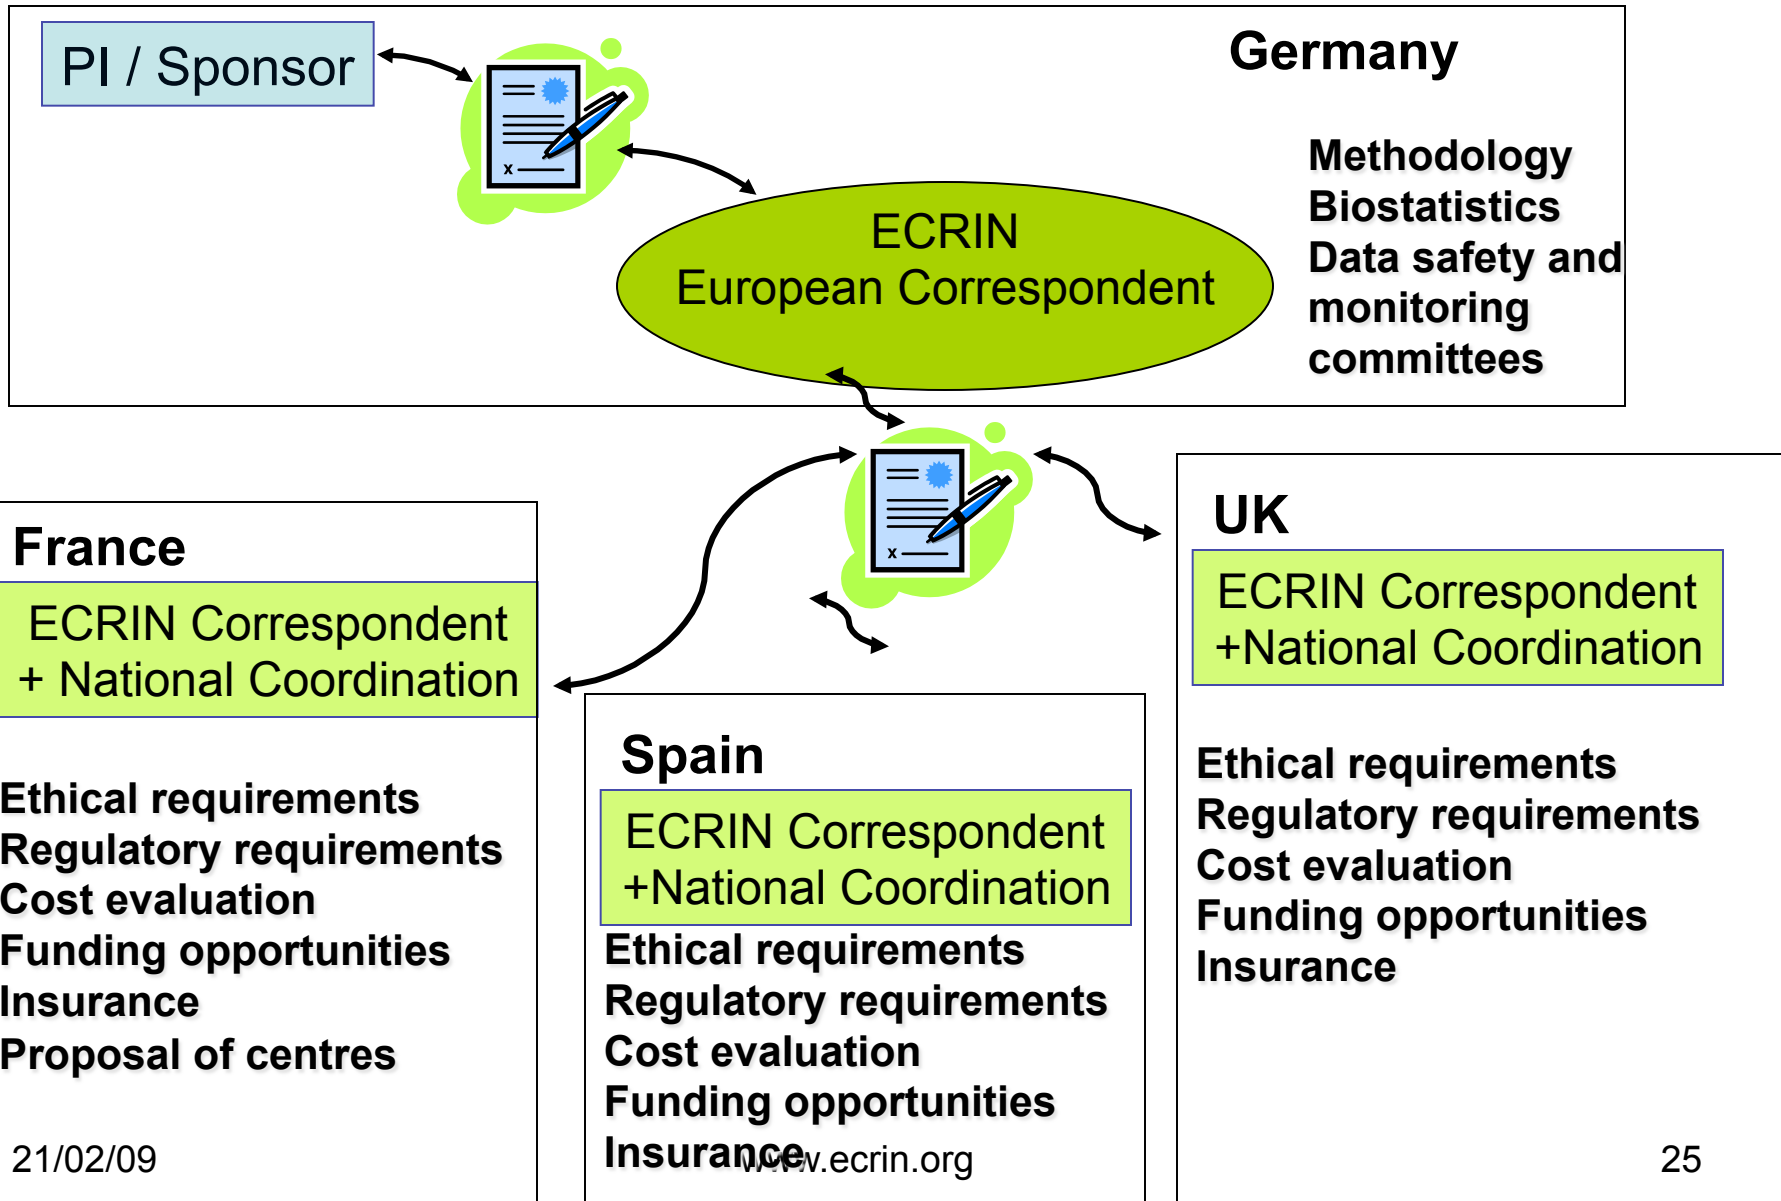 PI / Sponsor
Germany
Methodology
Biostatistics
Data safety and
monitoring
committees
ECRIN
European Correspondent
x
x
France
ECRIN Correspondent
+ National Coordination
Ethical requirements
Regulatory requirements
Cost evaluation
Funding opportunities
Insurance
Proposal of centres
Spain
ECRIN Correspondent
+National Coordination
Ethical requirements
Regulatory requirements
Cost evaluation
Funding opportunities
Insurance
UK
ECRIN Correspondent
+National Coordination
Ethical requirements
Regulatory requirements
Cost evaluation
Funding opportunities
Insurance
21/02/09
www.ecrin.org
25